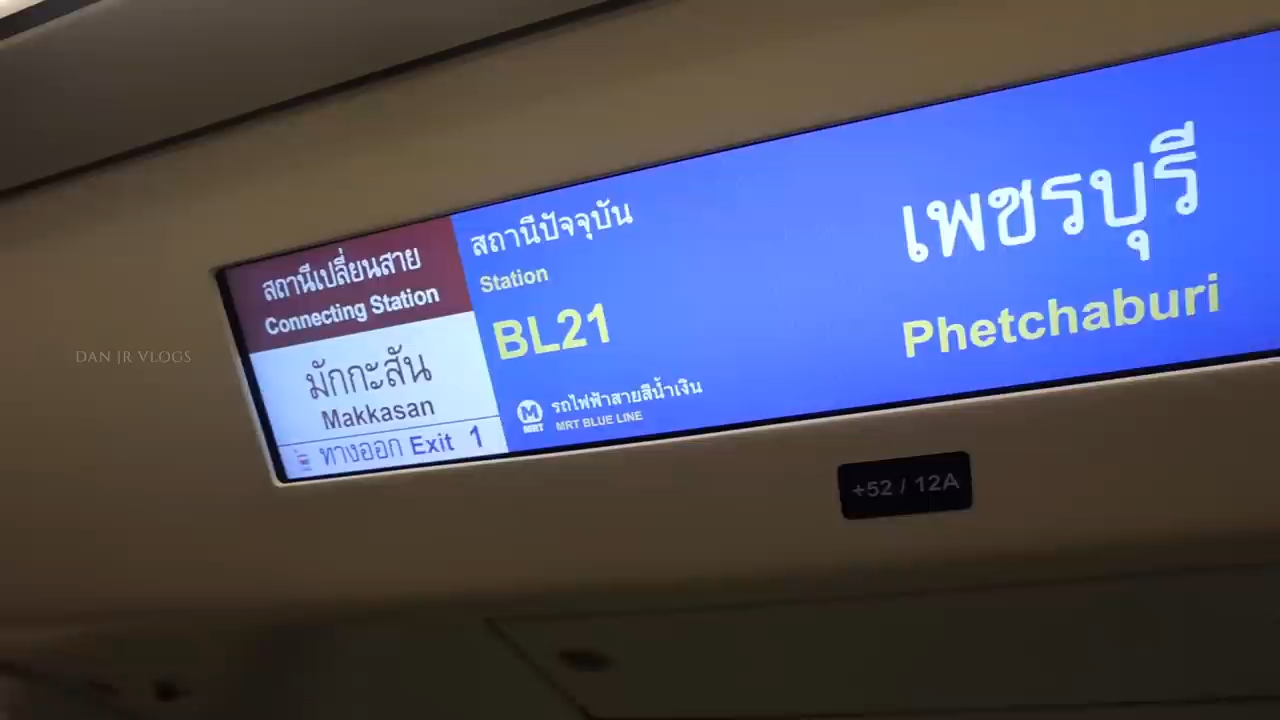 สถานีเปลี่ยนสาย
Connecting Station
มักกะสัน
Makkasan
ทางออก Exit 1
สถานีปัจจุบัน
Station
BL21
MRT
รถไฟฟ้าสายสีน้ำเงิน
MRT BLUE LINE
เพชรบุรี
Phetchaburi
+52 / 12A
DAN JR VLOGS